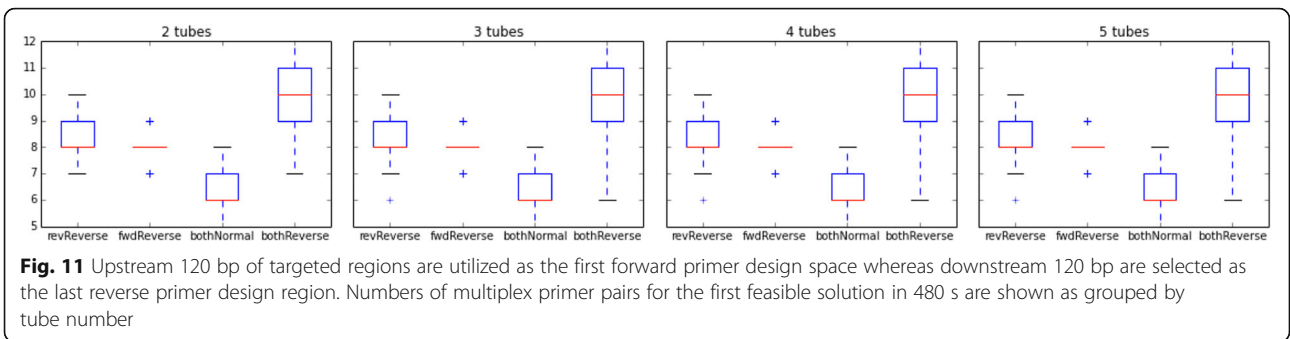 2 tubes 3 tubes 4 tubes 5 tubes
12
11
10
9
8
7
6
5
revReverse fwdReverse bothNormal bothReverse revReverse fwdReverse bothNormal bothReverse revReverse fwdReverse bothNormal bothReverse revReverse fwdReverse bothNormal bothReverse
Fig. 11 Upstream 120 bp of targeted regions are utilized as the first forward primer design space whereas downstream 120 bp are selected as
the last reverse primer design region. Numbers of multiplex primer pairs for the first feasible solution in 480 s are shown as grouped by
tube number